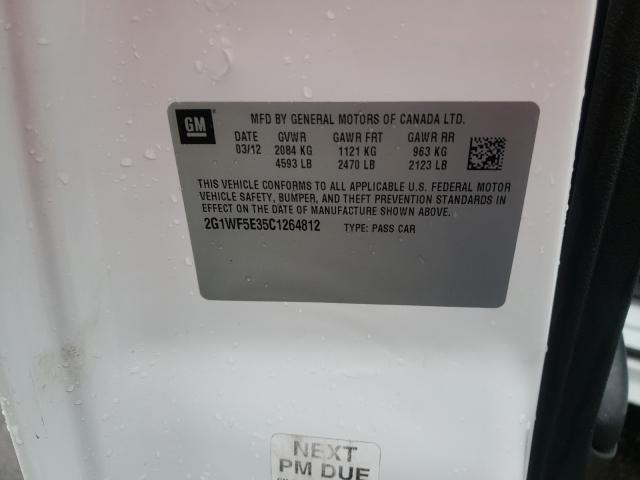 GM
MFD BY GENERAL MOTORS OF CANADA LTD.
DATE GVWR GAWR FRT GAWR RR
03/12 2084 KG 1121 KG 963 KG
4593 LB 2470 LB 2123 LB
THIS VEHICLE CONFORMS TO ALL APPLICABLE U.S. FEDERAL MOTOR
VEHICLE SAFETY, BUMPER, AND THEFT PREVENTION STANDARDS
IN EFFECT ON THE DATE OF MANUFACTURE SHOWN ABOVE.
2G1WF5E35C1264812 TYPE: PASS CAR
NEXT
PM DUE